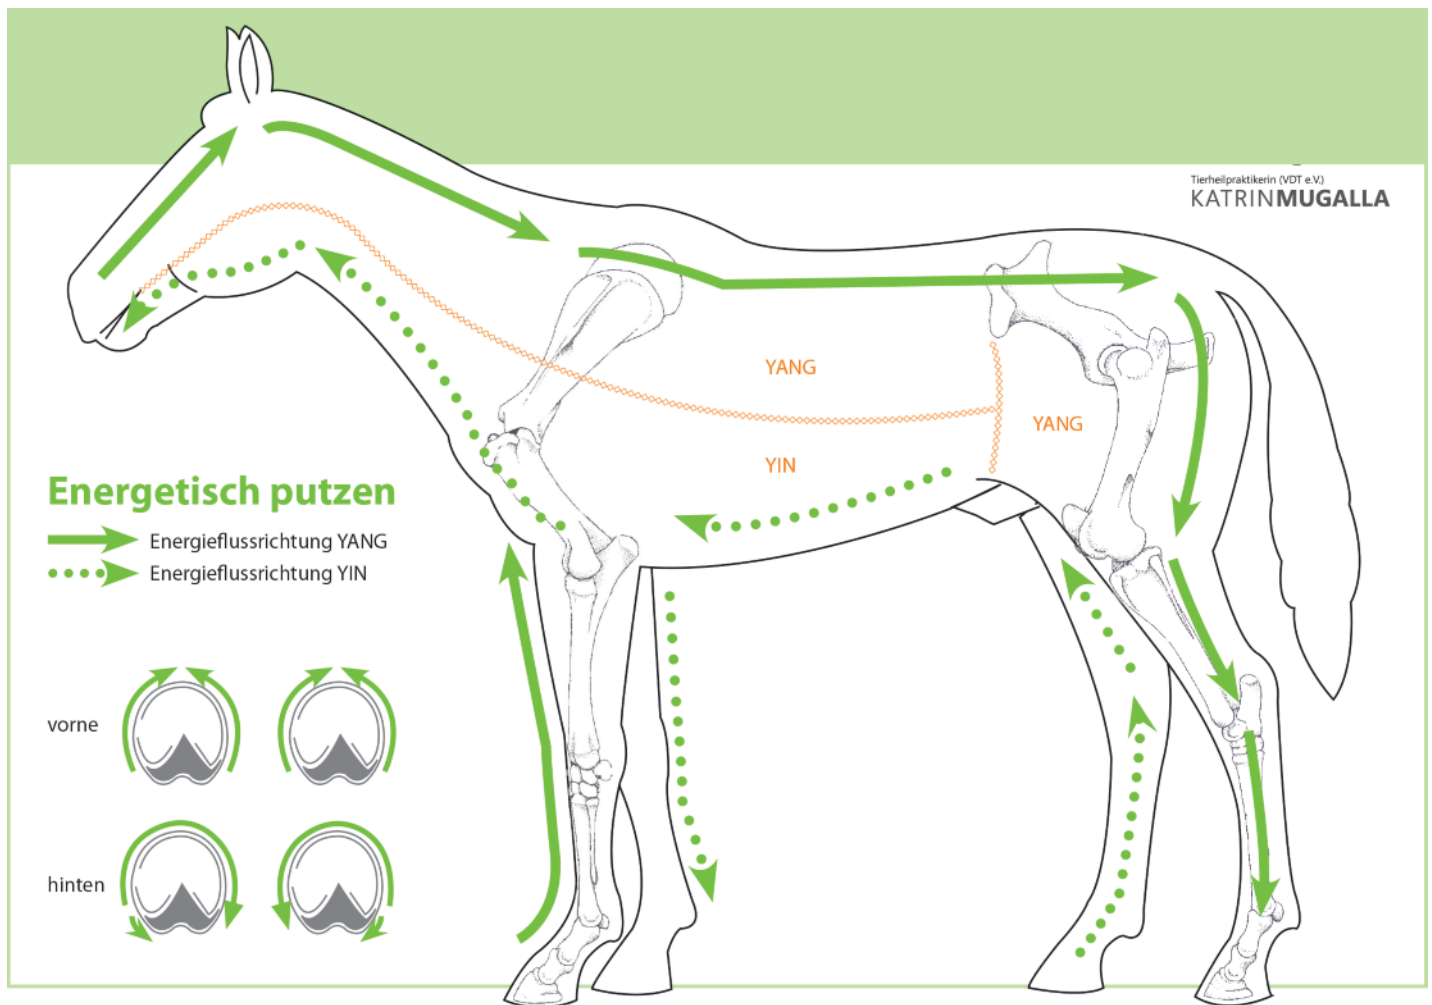 Tierheilpraktikerin (VDT e.V.)
KATRINMUGALLA
YANG
YANG
YIN
Energetisch putzen
Energieflussrichtung YANG
Energieflussrichtung YIN
vorne
hinten